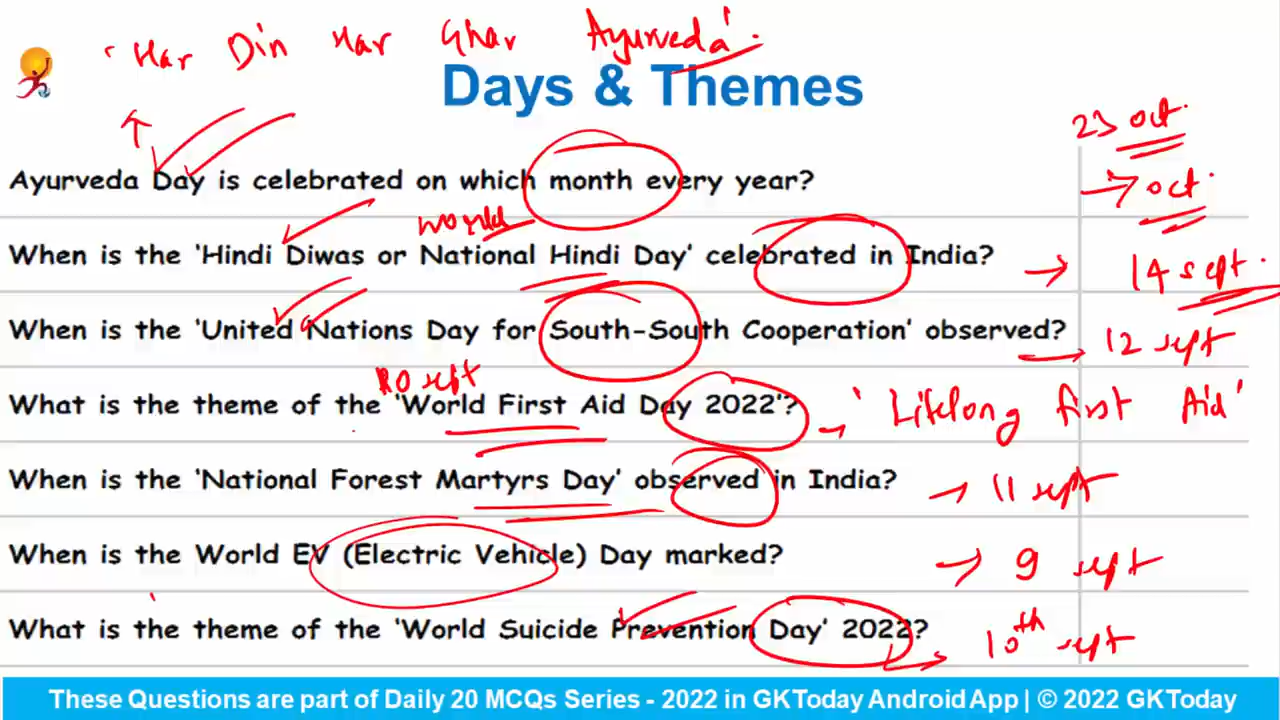 'Har Din Har Ghar Ayurveda'
Days & Themes
23 oct
Ayurveda Day is celebrated on which month every year? → oct
world
When is the 'Hindi Diwas or National Hindi Day' celebrated in India? → 14 sept
When is the 'United Nations Day for South-South Cooperation' observed? → 12 sept
10 sept
What is the theme of the 'World First Aid Day 2022'? → 'Lifelong first Aid'
When is the 'National Forest Martyrs Day' observed in India? → 11 sept
When is the World EV (Electric Vehicle) Day marked? → 9 sept
What is the theme of the 'World Suicide Prevention Day' 2022? → 10th sept
These Questions are part of Daily 20 MCQs Series - 2022 in GKToday Android App | © 2022 GKToday